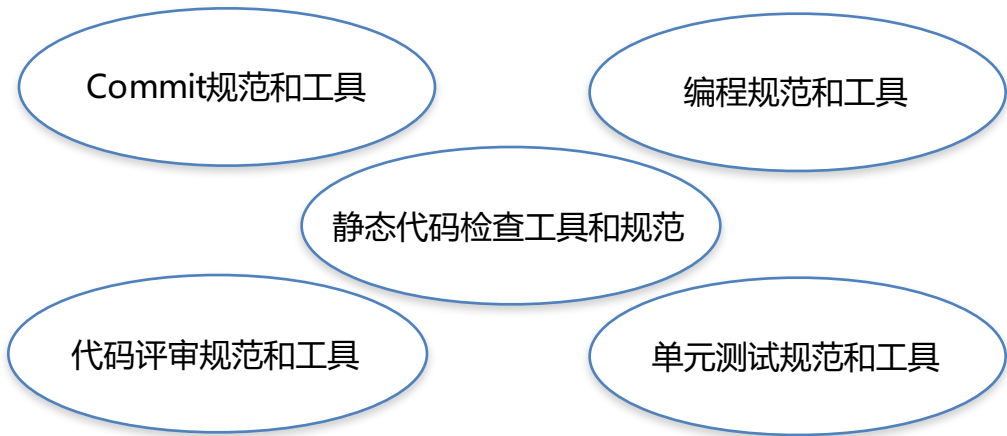 Commit规范和工具
编程规范和工具
静态代码检查工具和规范
代码评审规范和工具
单元测试规范和工具